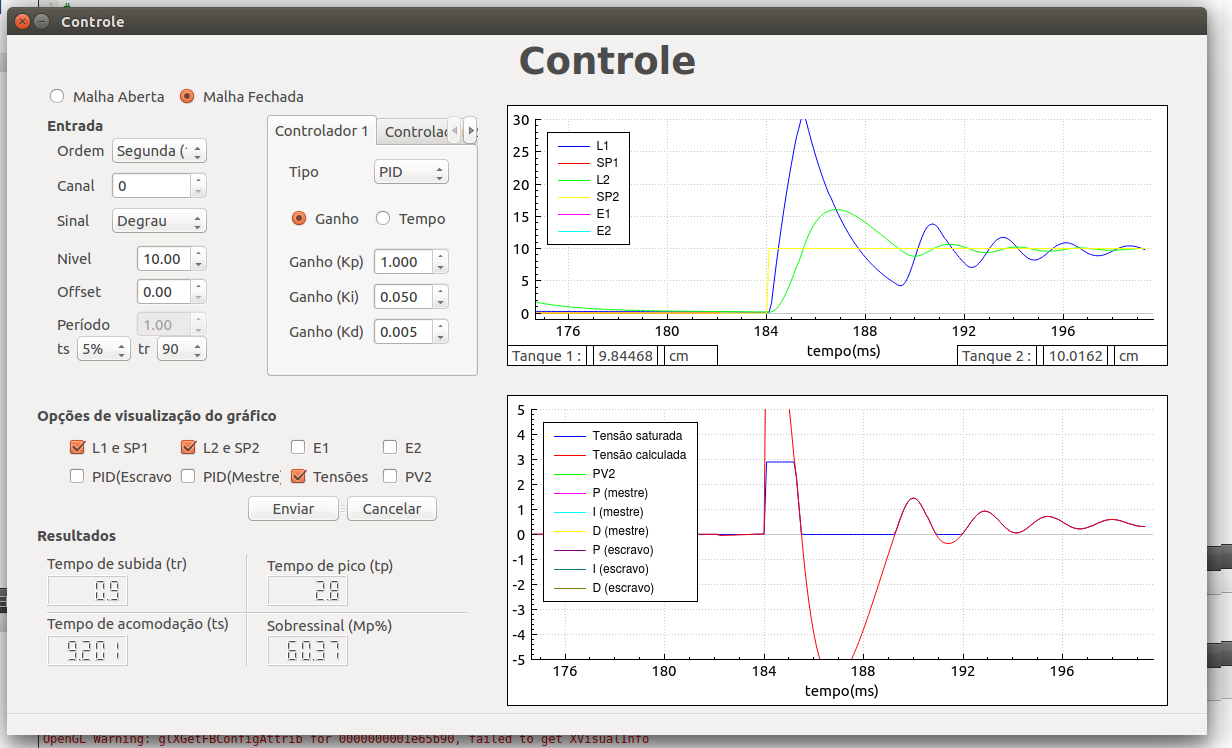 Controle
Controle
Malha Aberta Malha Fechada
Entrada
Ordem Segunda (
Canal 0
Sinal Degrau
Nivel 10.00
Offset 0.00
Período 1.00
ts 5% tr 90
Controlador 1 Controlac
Tipo PID
Ganho Tempo
Ganho (Kp) 1.000
Ganho (Ki) 0.050
Ganho (Kd) 0.005
Opções de visualização do gráfico
L1 e SP1 L2 e SP2 E1 E2
PID(Escravo PID(Mestre Tensões PV2
Enviar Cancelar
Resultados
Tempo de subida (tr) Tempo de pico (tp)
0.9 2.8
Tempo de acomodação (ts) Sobressinal (Mp%)
9.201 60.37
30
25
20
15
10
5
0
L1
SP1
L2
SP2
E1
E2
176 180 184 188 192 196
tempo(ms)
Tanque 1 : 9.84468 cm Tanque 2 : 10.0162 cm
5
4
3
2
1
0
-1
-2
-3
-4
-5
Tensão saturada
Tensão calculada
PV2
P (mestre)
I (mestre)
D (mestre)
P (escravo)
I (escravo)
D (escravo)
176 180 184 188 192 196
tempo(ms)
OpenGL Warning: glXGetFBConfigAttrib for 0000000001e65b90, failed to get XVisualInfo